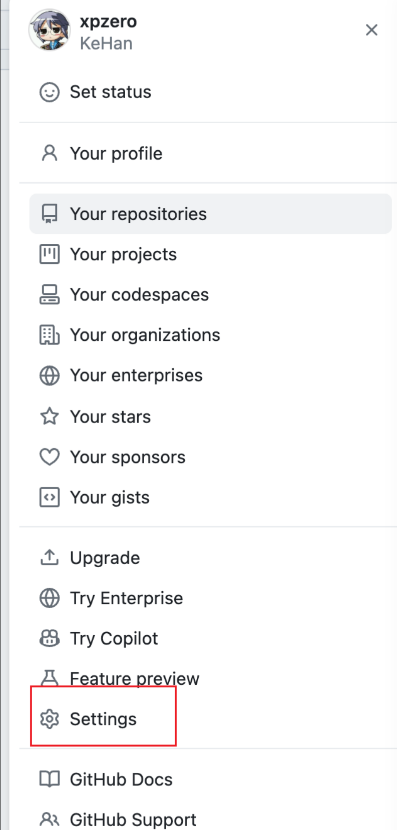 xpzero
KeHan
Set status
Your profile
Your repositories
Your projects
Your codespaces
Your organizations
Your enterprises
Your stars
Your sponsors
Your gists
Upgrade
Try Enterprise
Try Copilot
Feature preview
Settings
GitHub Docs
GitHub Support